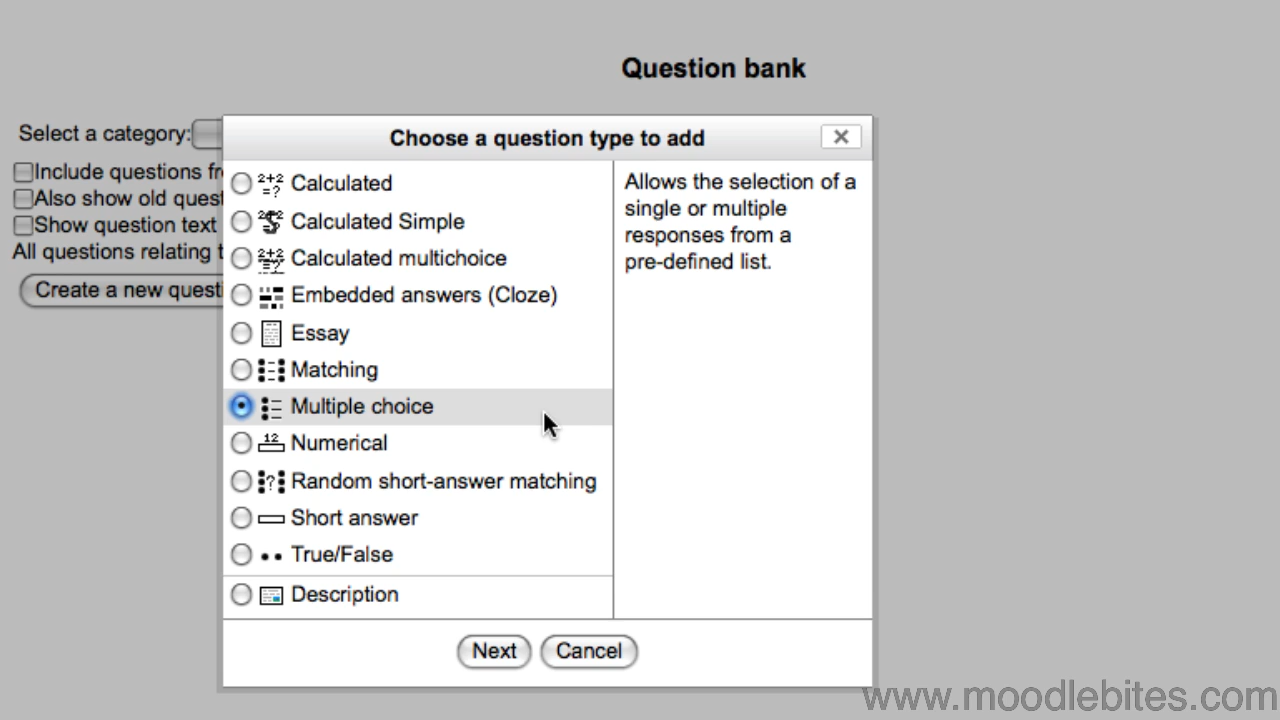 Question bank
Select a category:
Choose a question type to add
Include questions fr
Also show old quest
Show question text
All questions relating t
Create a new questi
Calculated
Calculated Simple
Calculated multichoice
Embedded answers (Cloze)
Essay
Matching
Multiple choice
Numerical
Random short-answer matching
Short answer
True/False
Description
Allows the selection of a
single or multiple
responses from a
pre-defined list.
Next Cancel
www.moodlebites.com